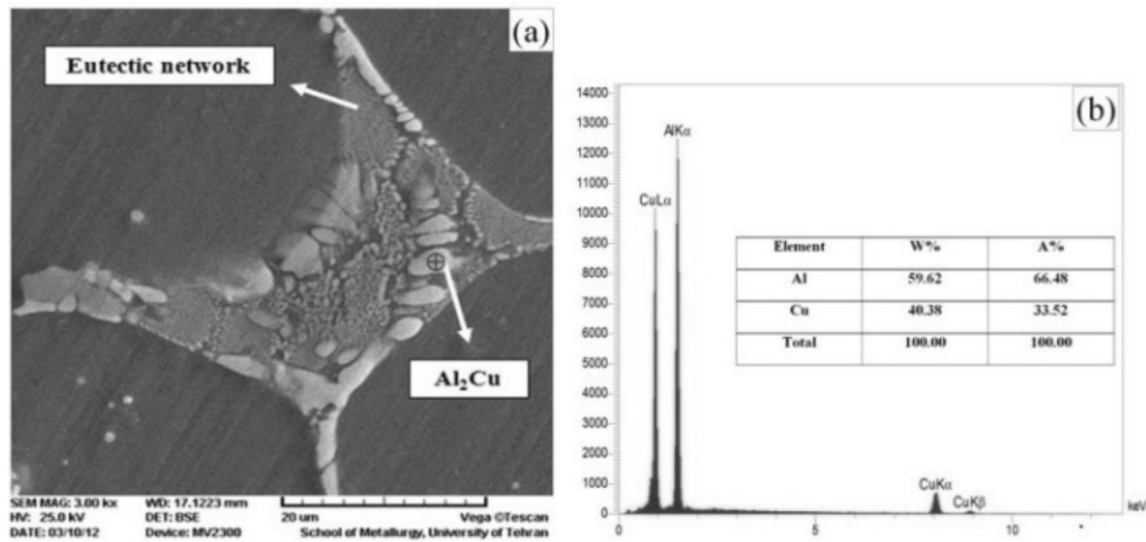 (a)
Eutectic network
Al₂Cu
SEM MAG: 3.00 kx WD: 17.1223 mm
HV: 25.0 kV DET: BSE 20 um Vega ©Tescan
DATE: 03/10/12 Device: MV2300 School of Metallurgy, University of Tehran
(b)
14000
13000
12000
11000
10000
9000
8000
7000
6000
5000
4000
3000
2000
1000
0
AlKα
CuLα
Element W% A%
Al 59.62 66.48
Cu 40.38 33.52
Total 100.00 100.00
CuKα
CuKβ
0 5 10 keV